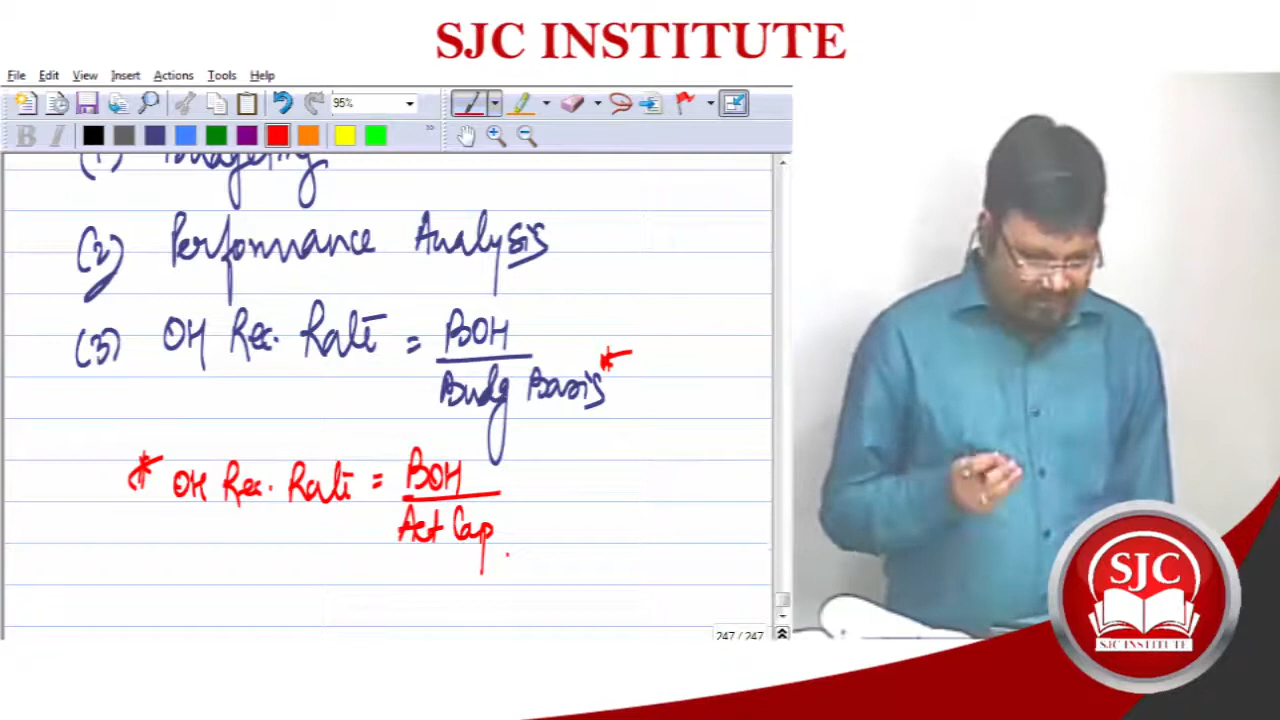 SJC INSTITUTE
File Edit View Insert Actions Tools Help
95%
B I
(1)
(2) Performance Analysis
(3) OH Rec. Rate = BOH
Budg Basis *
* OH Rec. Rate = BOH
Act Cap.
247 / 247
SJC
SJC INSTITUTE